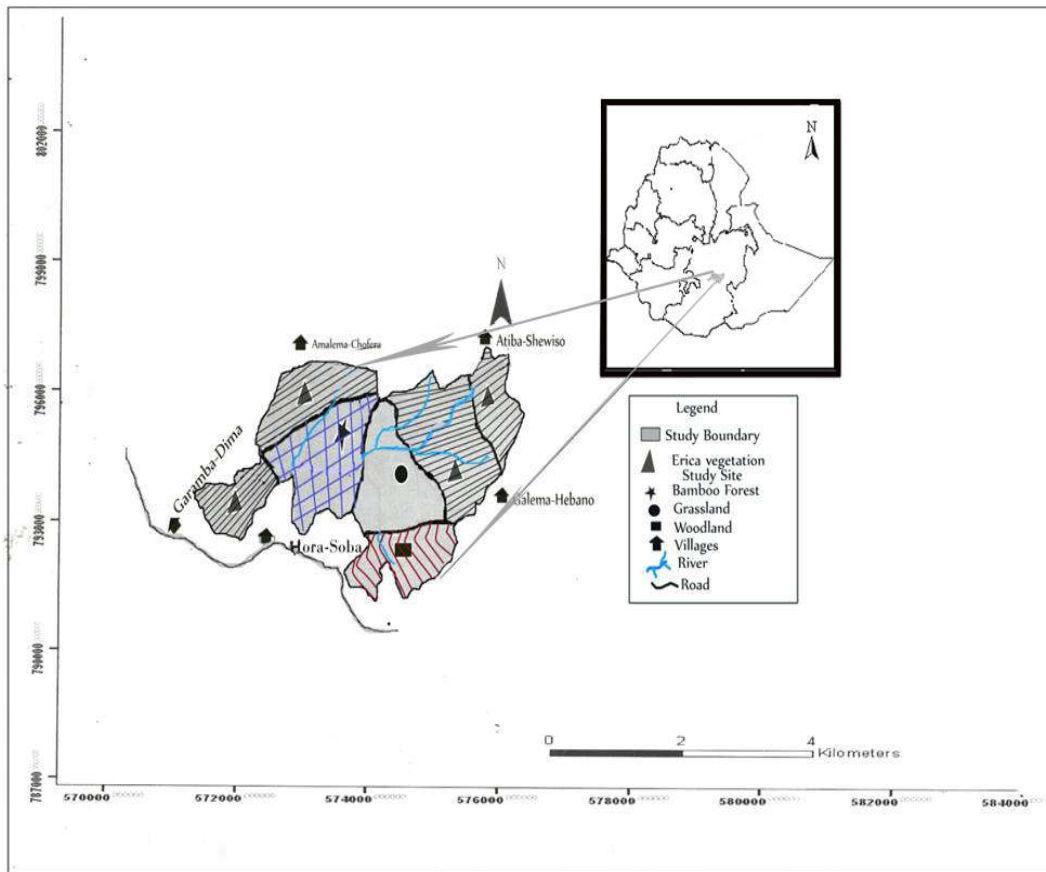 802000
799000
796000
793000
790000
787000
N
N
Amalema-Chofera
Atiba-Shewiso
Garamba-Dima
Galema-Hebano
Hora-Soba
Legend
Study Boundary
Erica vegetation
Study Site
Bamboo Forest
Grassland
Woodland
Villages
River
Road
0 2 4
Kilometers
570000 572000 574000 576000 578000 580000 582000 584000